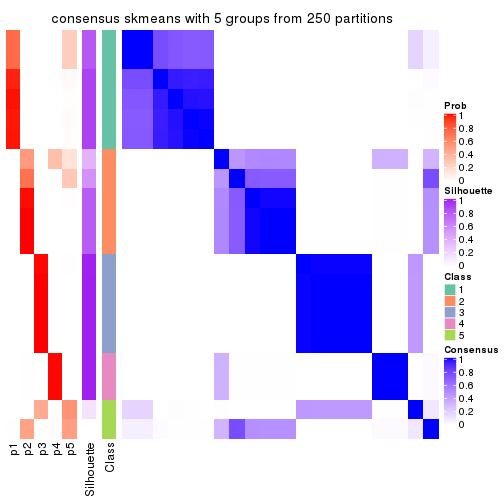 consensus skmeans with 5 groups from 250 partitions
Prob
1
0.8
0.6
0.4
0.2
0
Silhouette
1
0.8
0.6
0.4
0.2
0
Class
1
2
3
4
5
Consensus
1
0.8
0.6
0.4
0.2
0
p1
p2
p3
p4
p5
Silhouette
Class